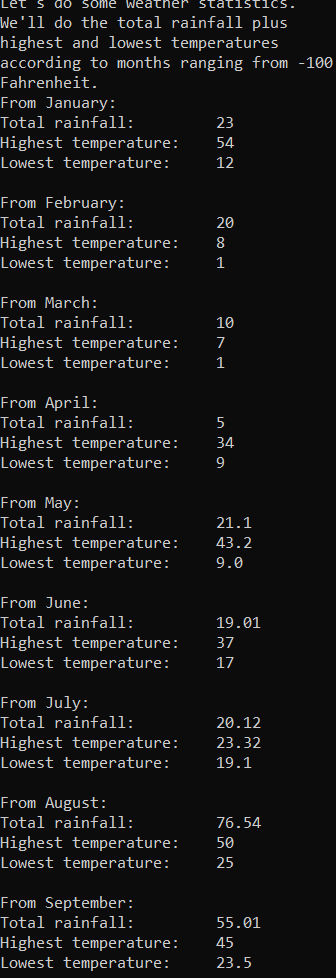 Let's do some weather statistics.
We'll do the total rainfall plus
highest and lowest temperatures
according to months ranging from -100
Fahrenheit.
From January:
Total rainfall: 23
Highest temperature: 54
Lowest temperature: 12
From February:
Total rainfall: 20
Highest temperature: 8
Lowest temperature: 1
From March:
Total rainfall: 10
Highest temperature: 7
Lowest temperature: 1
From April:
Total rainfall: 5
Highest temperature: 34
Lowest temperature: 9
From May:
Total rainfall: 21.1
Highest temperature: 43.2
Lowest temperature: 9.0
From June:
Total rainfall: 19.01
Highest temperature: 37
Lowest temperature: 17
From July:
Total rainfall: 20.12
Highest temperature: 23.32
Lowest temperature: 19.1
From August:
Total rainfall: 76.54
Highest temperature: 50
Lowest temperature: 25
From September:
Total rainfall: 55.01
Highest temperature: 45
Lowest temperature: 23.5